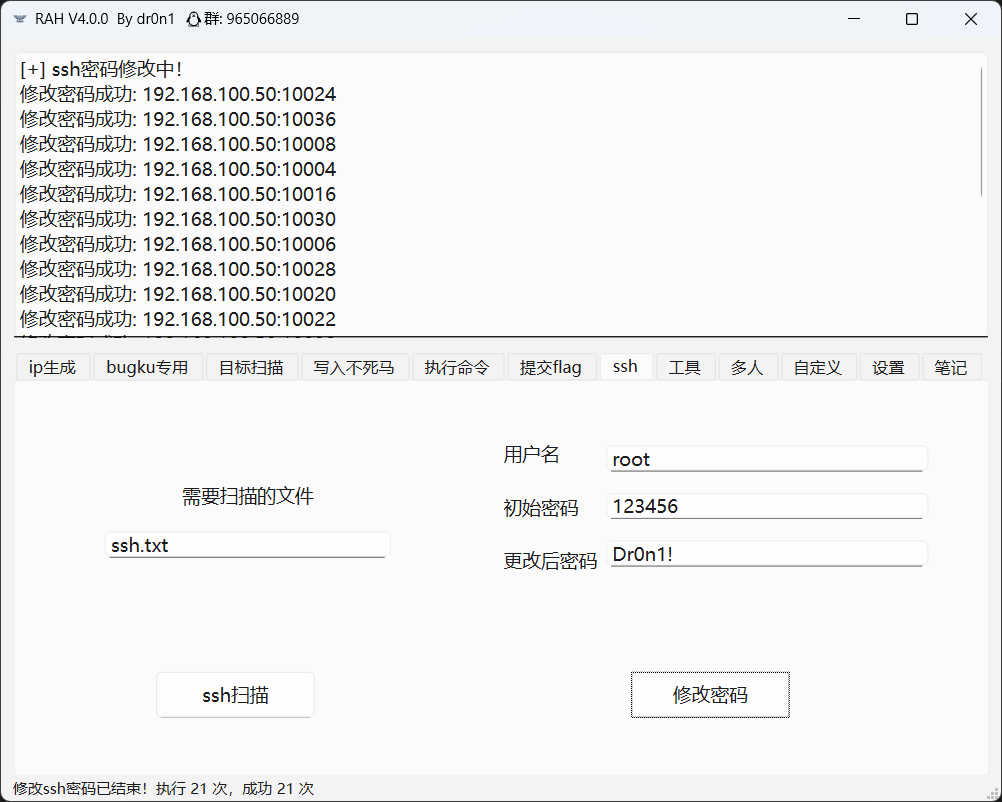 RAH V4.0.0 By dr0n1 群: 965066889
[+] ssh密码修改中!
修改密码成功: 192.168.100.50:10024
修改密码成功: 192.168.100.50:10036
修改密码成功: 192.168.100.50:10008
修改密码成功: 192.168.100.50:10004
修改密码成功: 192.168.100.50:10016
修改密码成功: 192.168.100.50:10030
修改密码成功: 192.168.100.50:10006
修改密码成功: 192.168.100.50:10028
修改密码成功: 192.168.100.50:10020
修改密码成功: 192.168.100.50:10022
ip生成 bugku专用 目标扫描 写入不死马 执行命令 提交flag ssh 工具 多人 自定义 设置 笔记
需要扫描的文件
ssh.txt
ssh扫描
用户名 root
初始密码 123456
更改后密码 Dr0n1!
修改密码
修改ssh密码已结束！执行 21 次，成功 21 次